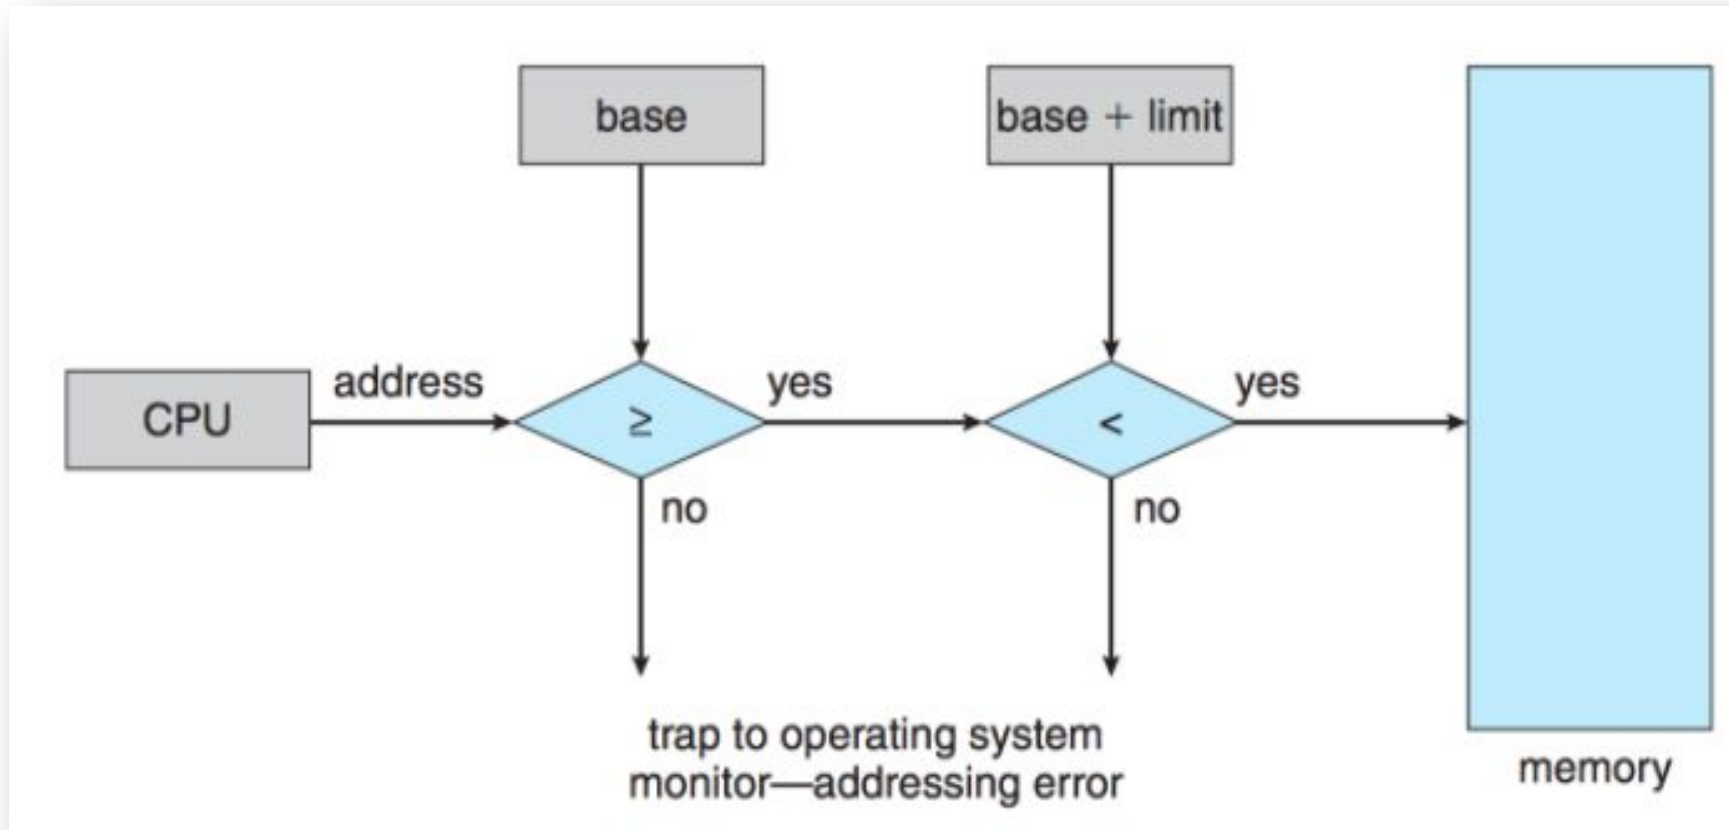 base
base + limit
CPU
address
≥
yes
<
yes
no
no
trap to operating system
monitor—addressing error
memory